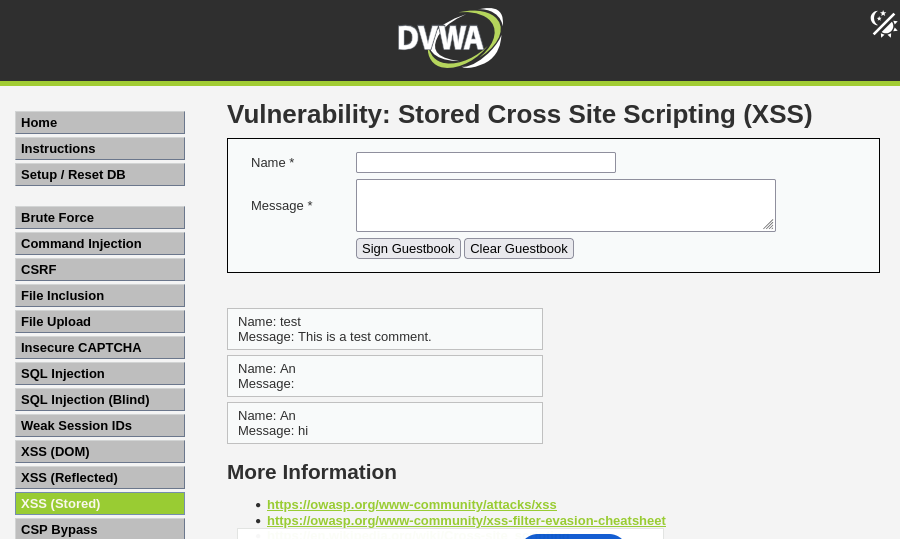 DVWA
Home
Instructions
Setup / Reset DB
Brute Force
Command Injection
CSRF
File Inclusion
File Upload
Insecure CAPTCHA
SQL Injection
SQL Injection (Blind)
Weak Session IDs
XSS (DOM)
XSS (Reflected)
XSS (Stored)
CSP Bypass
Vulnerability: Stored Cross Site Scripting (XSS)
Name *
Message *
Sign Guestbook Clear Guestbook
Name: test
Message: This is a test comment.
Name: An
Message:
Name: An
Message: hi
More Information
• https://owasp.org/www-community/attacks/xss
• https://owasp.org/www-community/xss-filter-evasion-cheatsheet